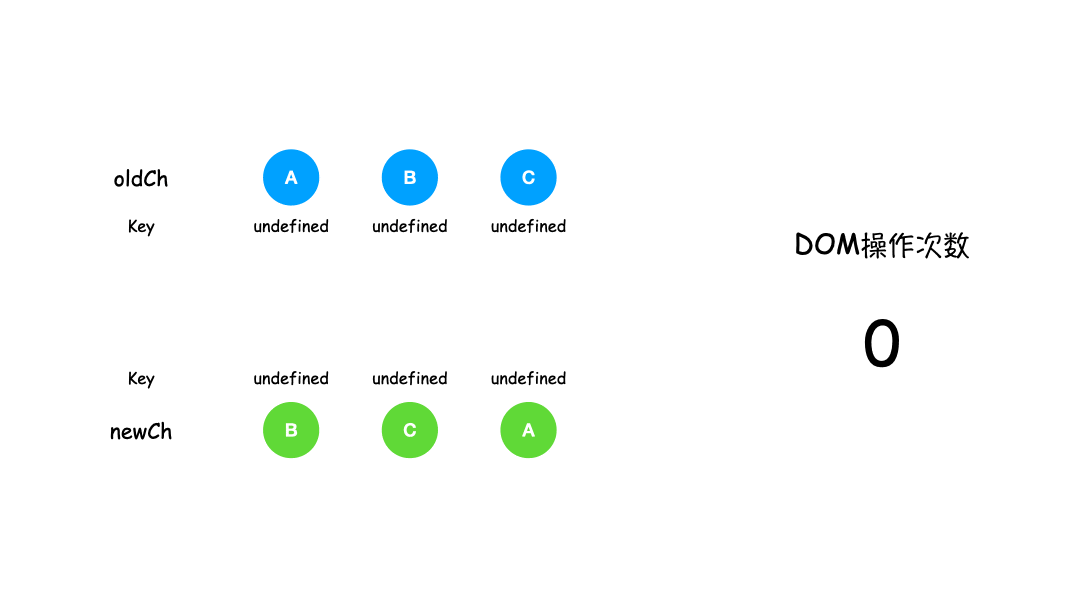 oldCh A B C
Key undefined undefined undefined
DOM操作次数
0
Key undefined undefined undefined
newCh B C A